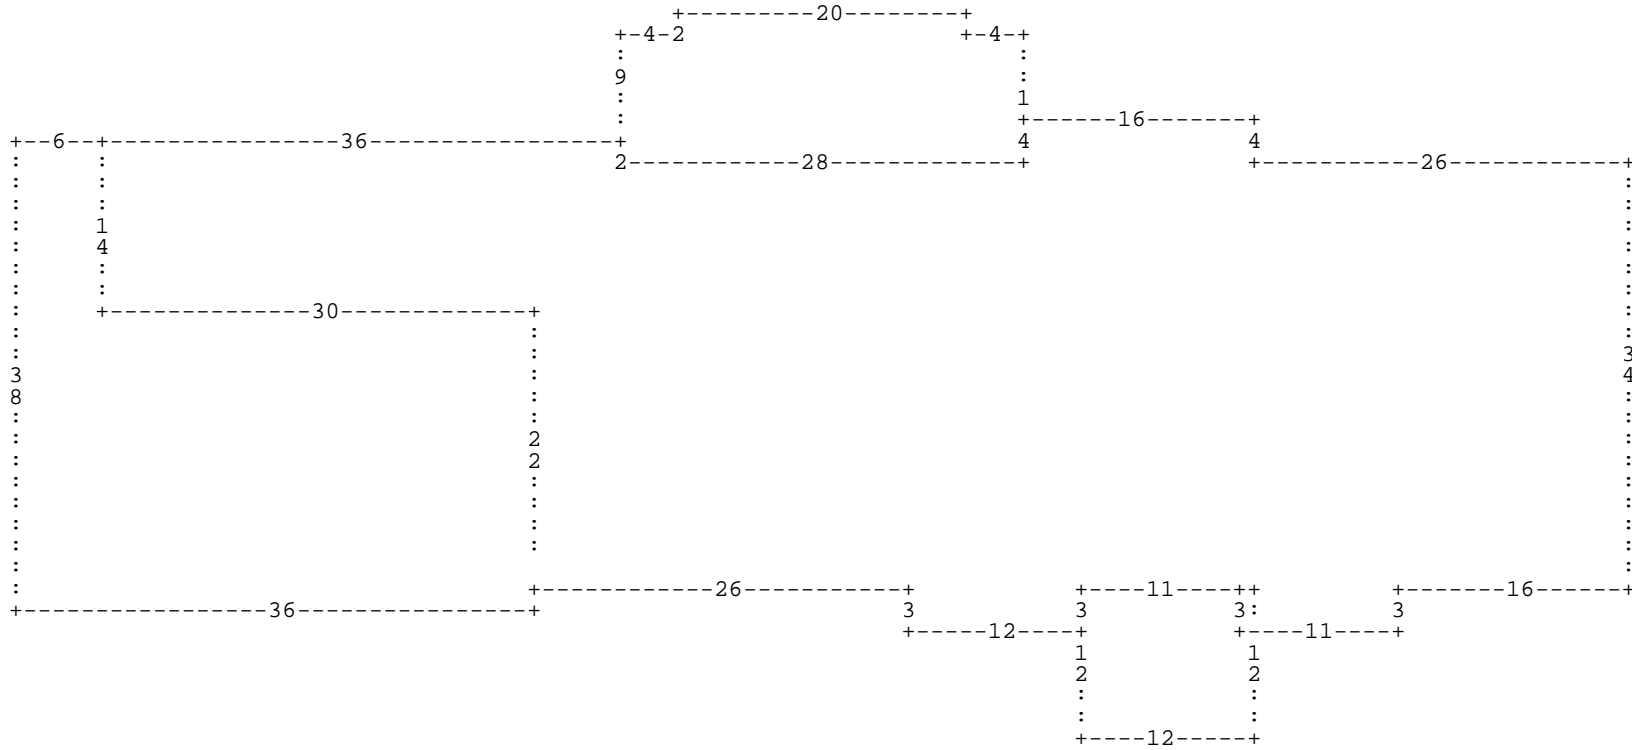 +---------20--------+
+-4-2 +-4-+
: :
9 :
: 1
: +------16-------+
+--6--+---------------36-----------------+ 4 4
: : 2------------28-------------+ +-----------26------------+
: : :
: : :
: 1 :
: 4 :
: : :
: : :
: +--------------30-------------+ :
: : :
: : 3
3 : 4
8 : :
: : :
: 2 :
: 2 :
: : :
: : :
: : :
: : :
: :
: +------------26-----------+ +----11----++ +-------16------+
+-----------------36----------------+ 3 3 3: 3
+-----12----+ +----11----+
1 1
2 2
: :
: :
+----12-----+